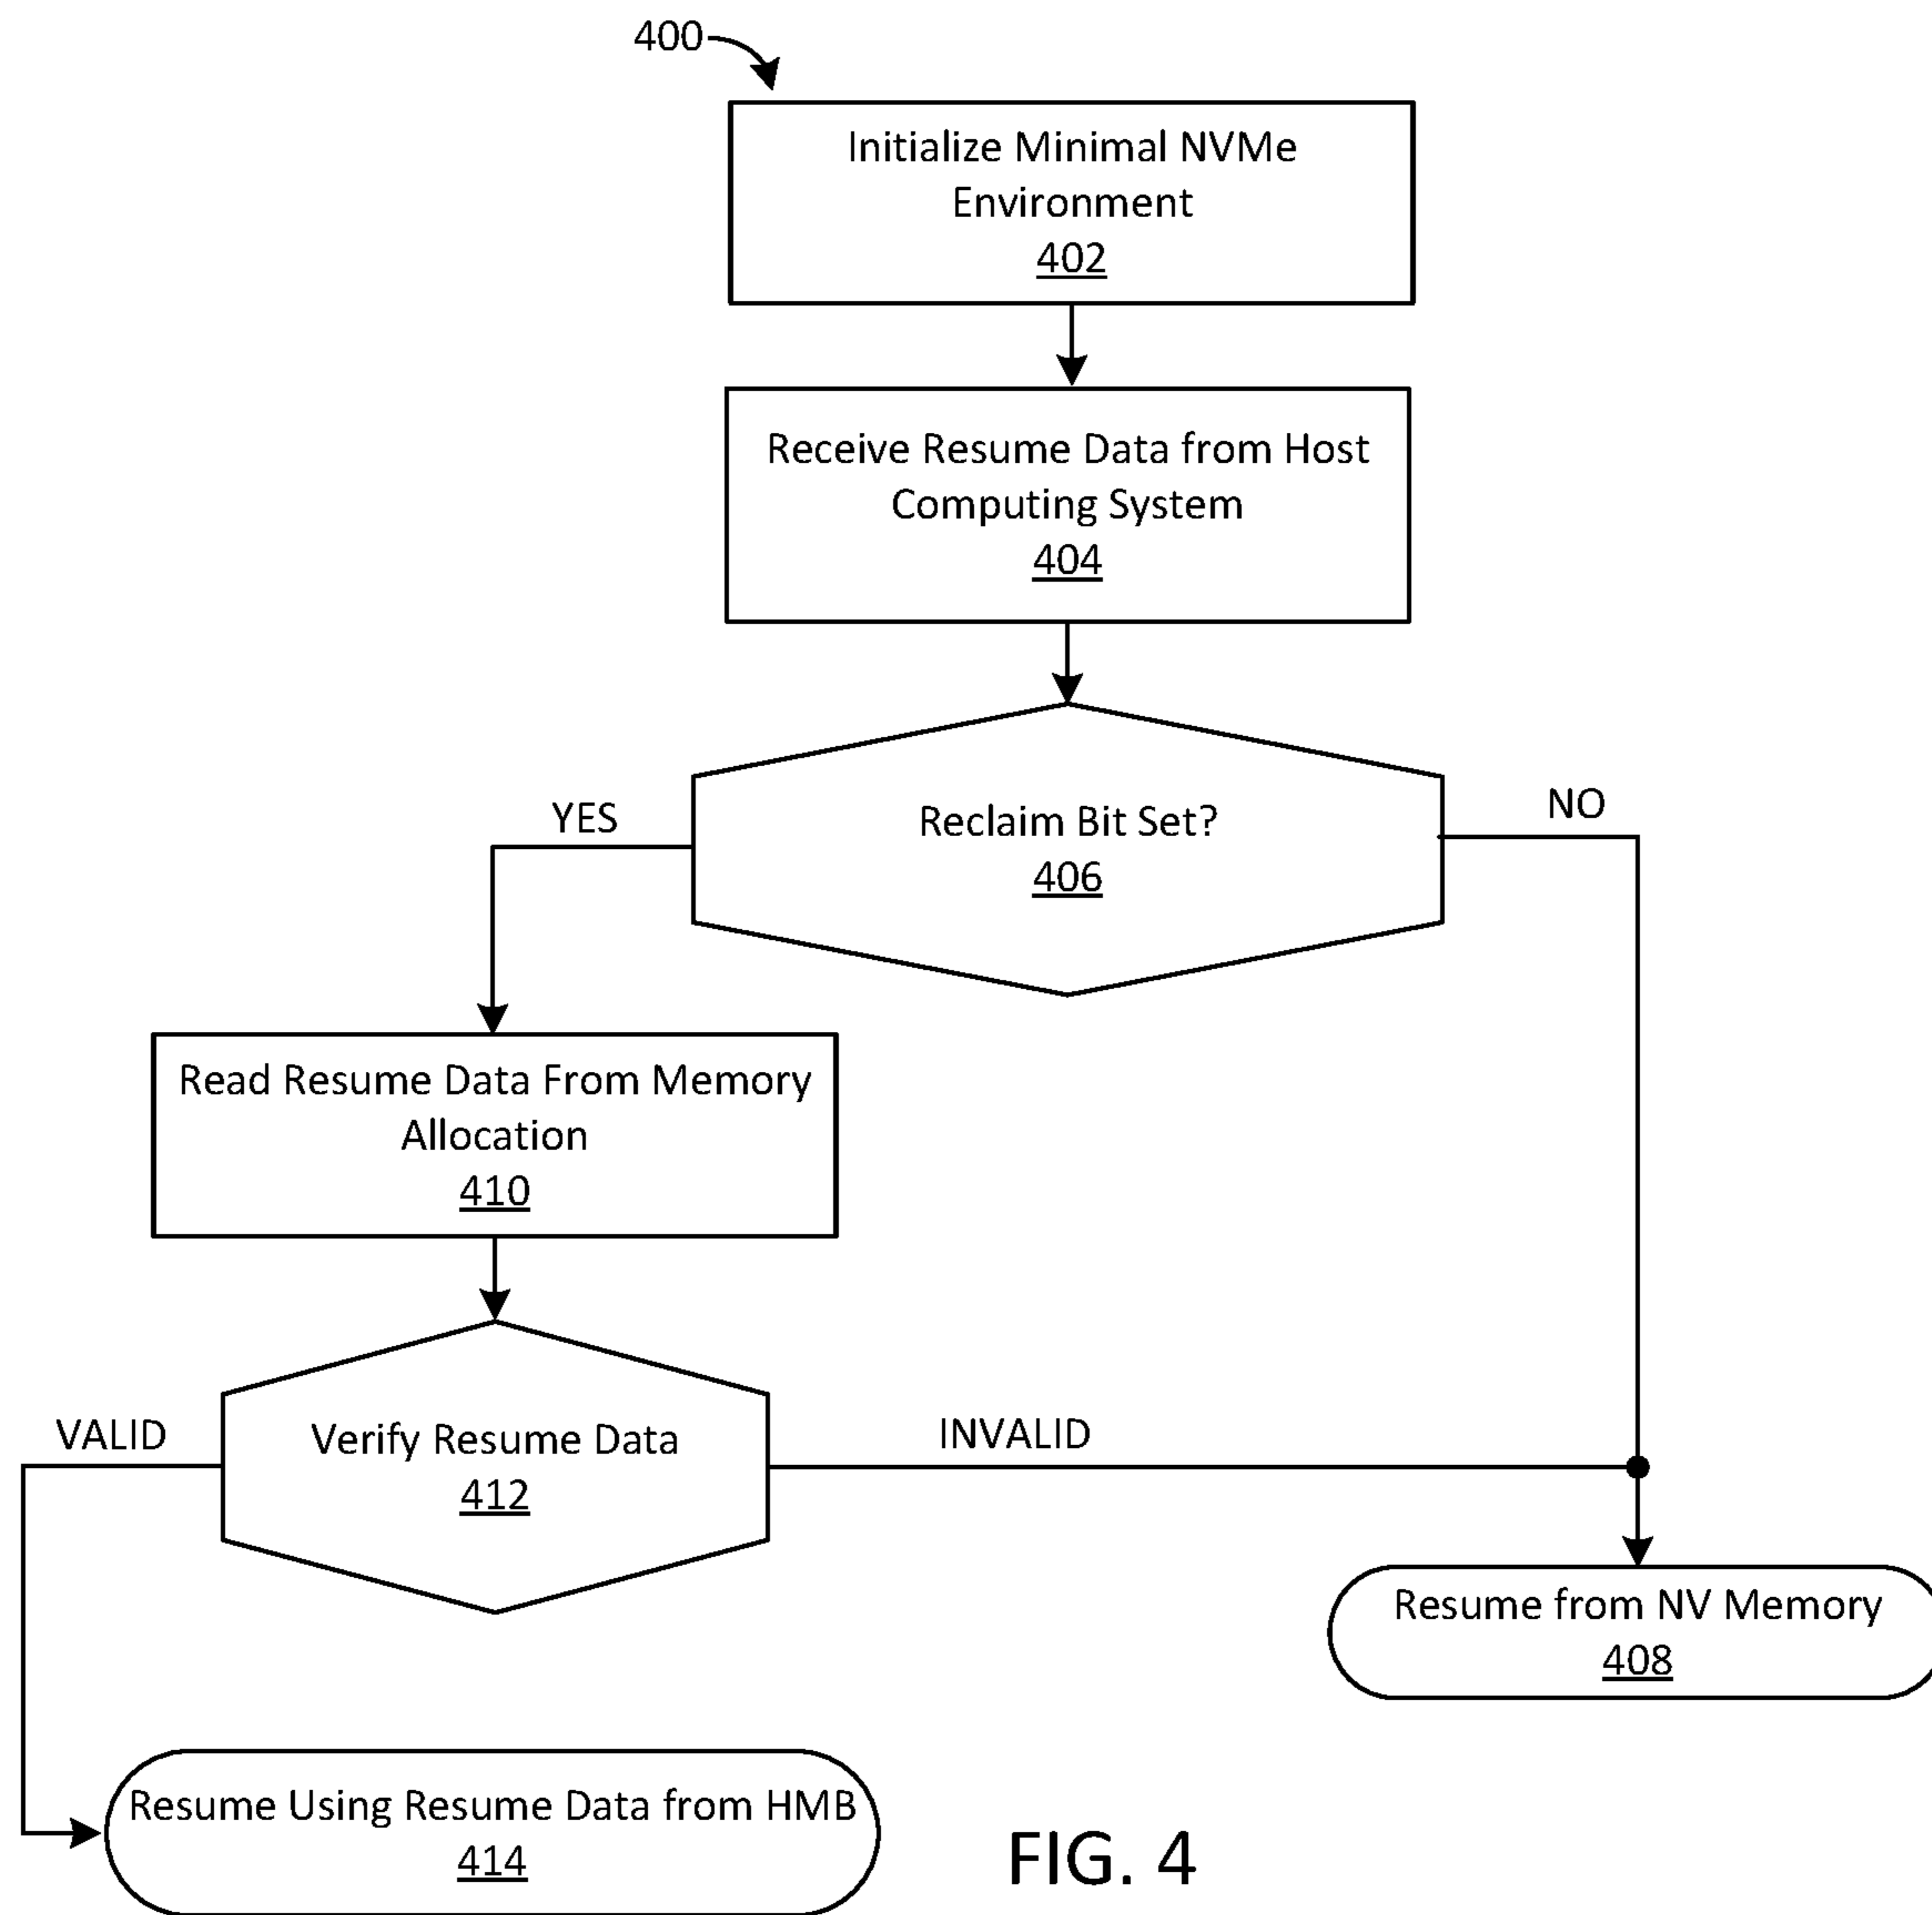 400
Initialize Minimal NVMe
Environment
402
Receive Resume Data from Host
Computing System
404
Reclaim Bit Set?
406
YES
NO
Read Resume Data From Memory
Allocation
410
Verify Resume Data
412
VALID
INVALID
Resume from NV Memory
408
Resume Using Resume Data from HMB
414
FIG. 4